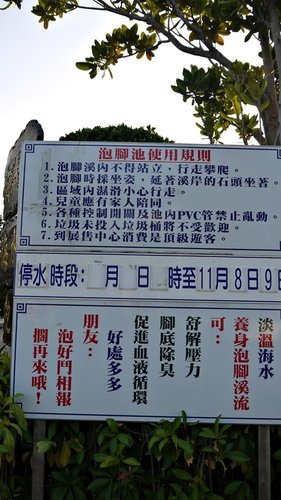 泡腳池使用規則
1. 泡腳溪內不得站立，行走攀爬。
2. 泡腳時採坐姿，延著溪岸的石頭坐著。
3. 區域內濕滑小心行走。
4. 兒童應有家人陪同。
5. 各種控制開關及池內PVC管禁止亂動。
6. 垃圾未投入垃圾桶將不受歡迎。
7. 到展售中心消費是頂級遊客。
停水 時段： 月 日 時至11月8日9日
淡溫海水
養身泡腳溪流
可：
舒解壓力
腳底除臭
促進血液循環
好處多多
朋友：
泡好鬥相報
擱再來哦！